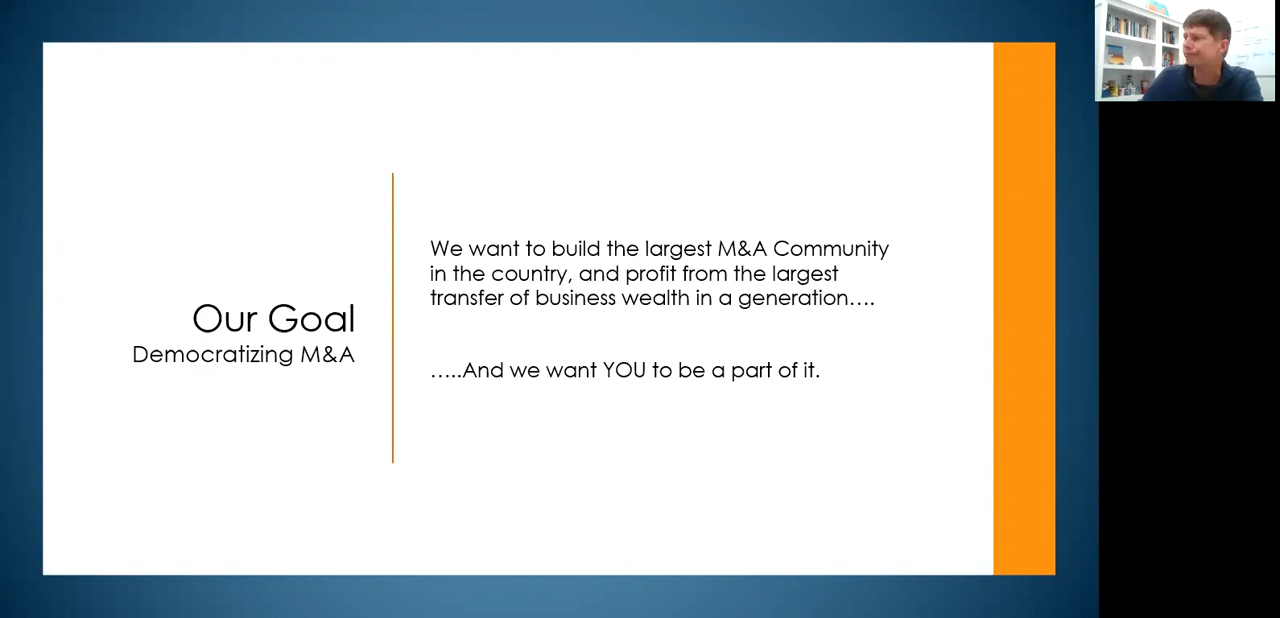 Our Goal
Democratizing M&A
We want to build the largest M&A Community
in the country, and profit from the largest
transfer of business wealth in a generation….
…..And we want YOU to be a part of it.